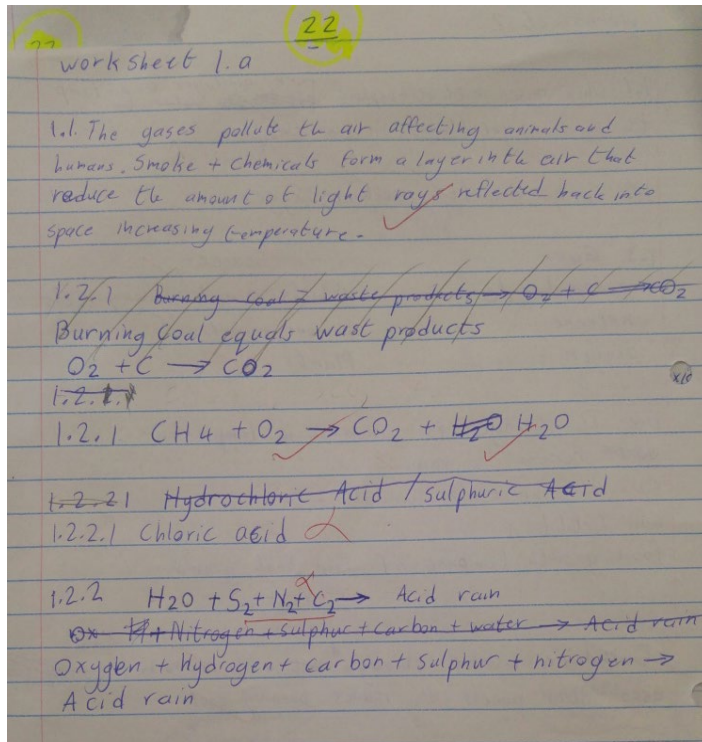 22
Worksheet 1.a
1.1. The gases pollute th air affecting animals and
humans. Smoke + Chemicals form a layer in th air that
reduce the amount of light rays reflected back into
space increasing temperature.
1.2.1 Burning coal = waste products → O2 + C → CO2
Burning Coal equals wast products
O2 + C → CO2
1.2.1
1.2.1 CH4 + O2 → CO2 + H2O H2O
1.2.21 Hydrochloric Acid / sulphuric Acid
1.2.2.1 Chloric acid
1.2.2 H2O + S2 + N2 + C2 → Acid rain
Ox H + Nitrogen + sulphur + carbon + water → Acid rain
Oxygen + Hydrogen + carbon + sulphur + nitrogen →
Acid rain